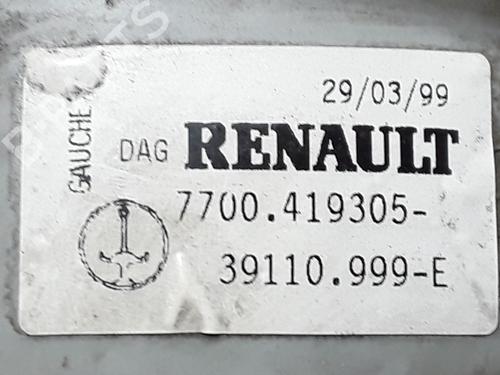 29/03/99
GAUCHE
DAG RENAULT
7700.419305-
39110.999-E